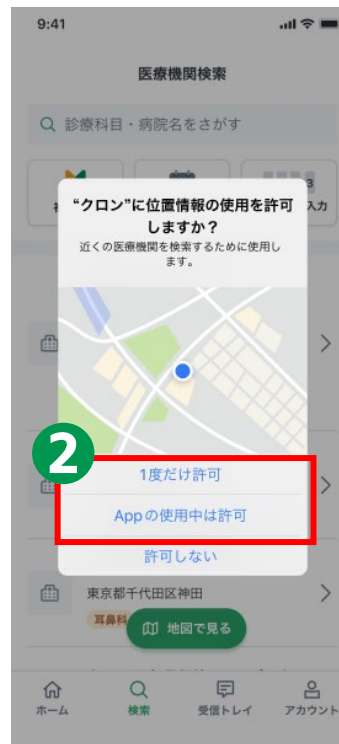 9:41
医療機関検索
診療科目・病院名をさがす
3
入力
“クロン”に位置情報の使用を許可
しますか?
近くの医療機関を検索するために使用し
ます。
2
1度だけ許可
Appの使用中は許可
許可しない
東京都千代田区神田
耳鼻科
地図で見る
ホーム
検索
受信トレイ
アカウント